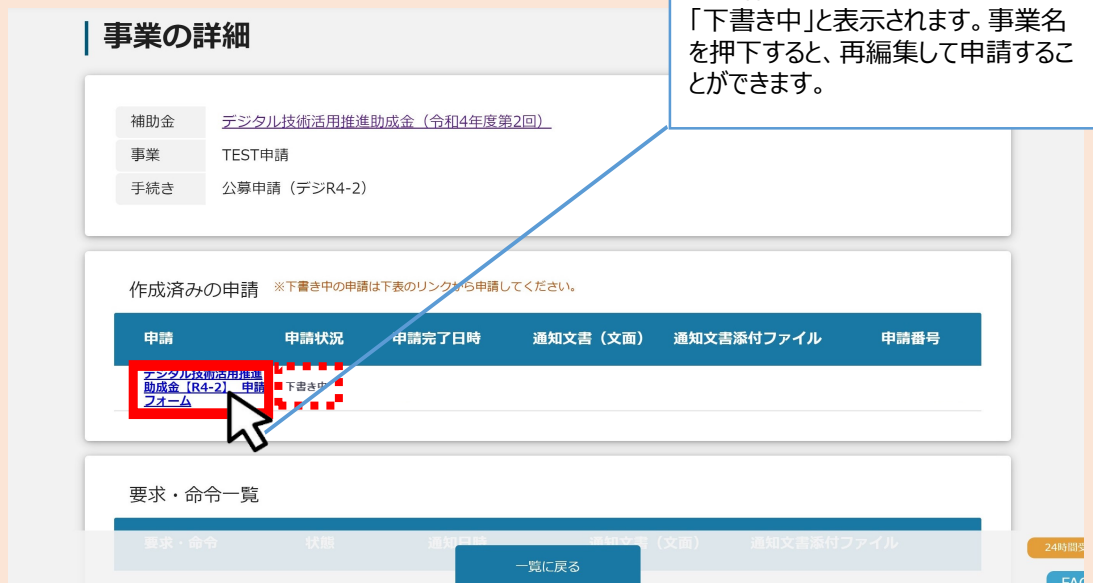 「下書き中」と表示されます。事業名
を押下すると、再編集して申請するこ
とができます。
事業の詳細
補助金 デジタル技術活用推進助成金（令和4年度第2回）
事業 TEST申請
手続き 公募申請（デジR4-2）
作成済みの申請 ※下書き中の申請は下表のリンクから申請してください。
申請 申請状況 申請完了日時 通知文書（文面） 通知文書添付ファイル 申請番号
デジタル技術活用推進
助成金【R4-2】 申請
フォーム
下書き中
要求・命令一覧
要求・命令 状態 通知日時 通知文書（文面） 通知文書添付ファイル
一覧に戻る
24時間受
FAQ